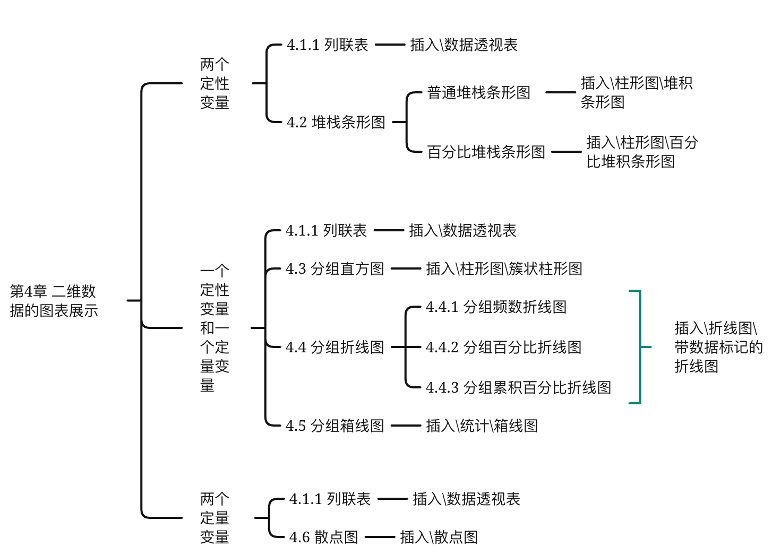 第4章 二维数
据的图表展示
两个
定性
变量
4.1.1 列联表
插入\数据透视表
4.2 堆栈条形图
普通堆栈条形图
插入\柱形图\堆积
条形图
百分比堆栈条形图
插入\柱形图\百分
比堆积条形图
一个
定性
变量
和一
个定
量变
量
4.1.1 列联表
插入\数据透视表
4.3 分组直方图
插入\柱形图\簇状柱形图
4.4 分组折线图
4.4.1 分组频数折线图
4.4.2 分组百分比折线图
4.4.3 分组累积百分比折线图
插入\折线图\
带数据标记的
折线图
4.5 分组箱线图
插入\统计\箱线图
两个
定量
变量
4.1.1 列联表
插入\数据透视表
4.6 散点图
插入\散点图